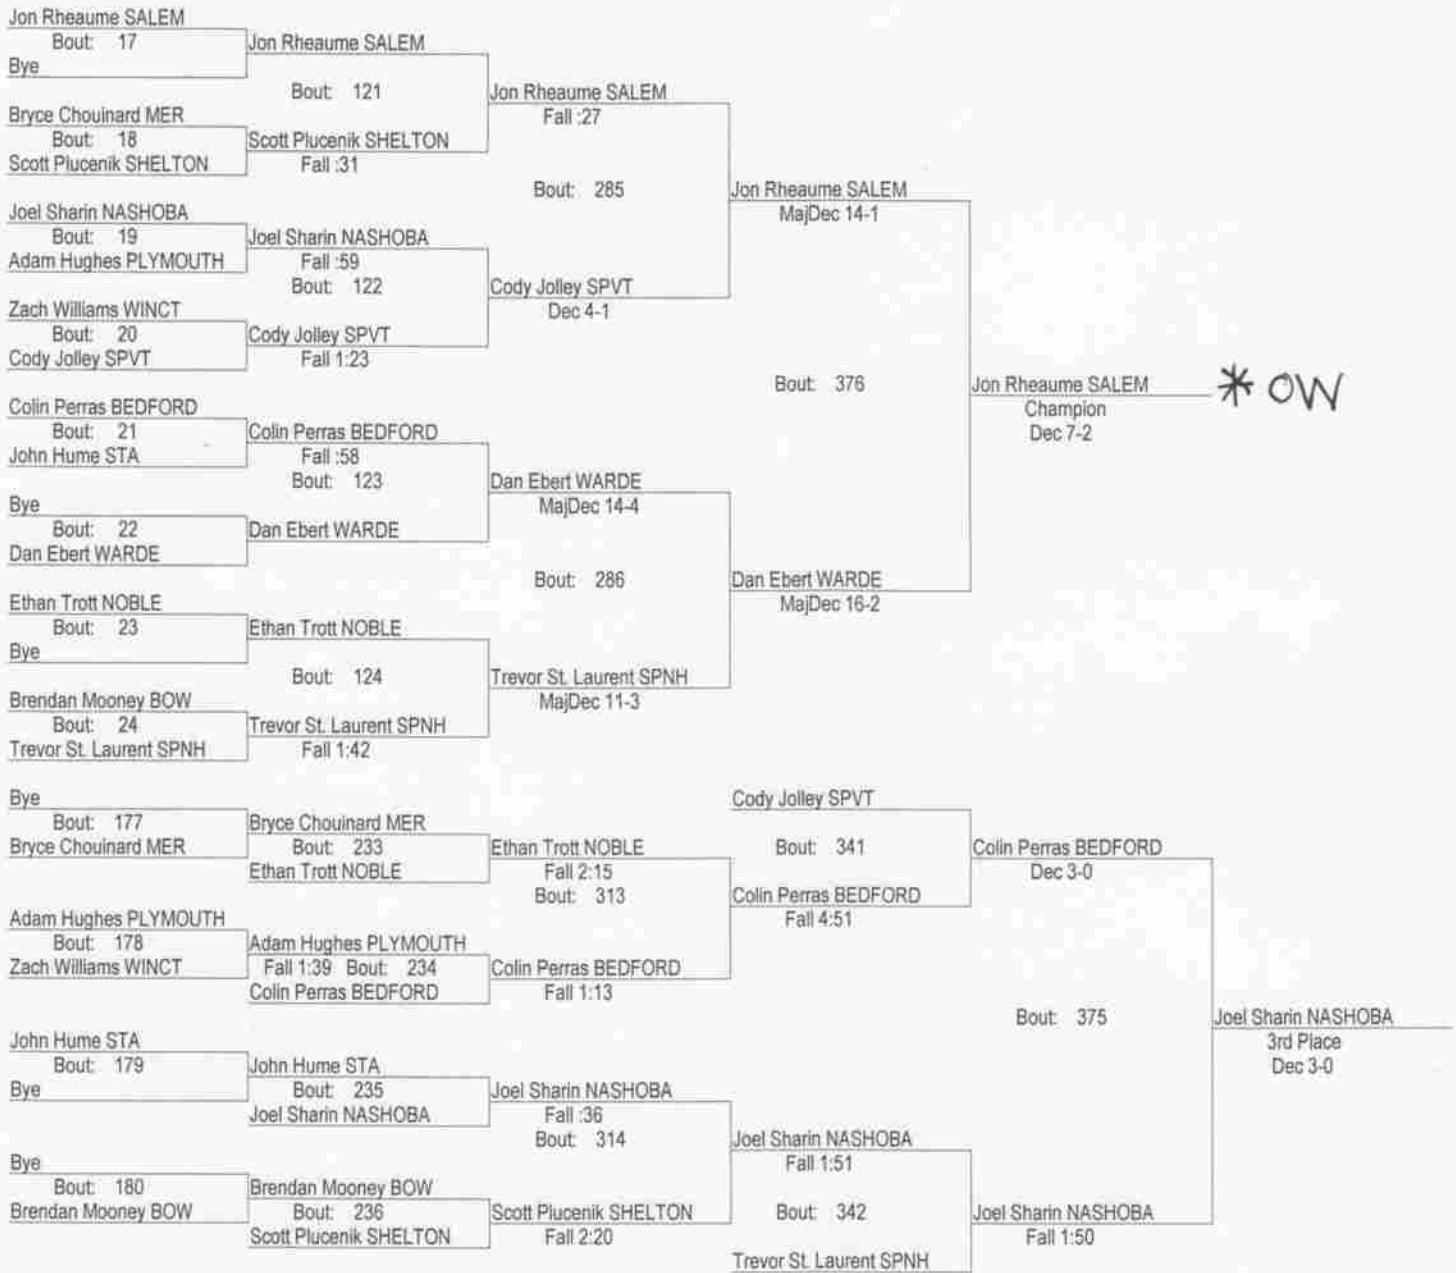 Jon Rheaume SALEM
Bout: 17
Bye
Jon Rheaume SALEM
Bout: 121
Bryce Chouinard MER
Bout: 18
Scott Plucenik SHELTON
Scott Plucenik SHELTON
Fall :31
Jon Rheaume SALEM
Fall :27
Bout: 285
Joel Sharin NASHOBA
Bout: 19
Adam Hughes PLYMOUTH
Joel Sharin NASHOBA
Fall :59
Bout: 122
Zach Williams WINCT
Bout: 20
Cody Jolley SPVT
Cody Jolley SPVT
Fall 1:23
Cody Jolley SPVT
Dec 4-1
Jon Rheaume SALEM
MajDec 14-1
Bout: 376
Colin Perras BEDFORD
Bout: 21
John Hume STA
Colin Perras BEDFORD
Fall :58
Bout: 123
Bye
Bout: 22
Dan Ebert WARDE
Dan Ebert WARDE
Dan Ebert WARDE
MajDec 14-4
Bout: 286
Ethan Trott NOBLE
Bout: 23
Bye
Ethan Trott NOBLE
Bout: 124
Brendan Mooney BOW
Bout: 24
Trevor St. Laurent SPNH
Trevor St. Laurent SPNH
Fall 1:42
Trevor St. Laurent SPNH
MajDec 11-3
Dan Ebert WARDE
MajDec 16-2
Jon Rheaume SALEM
Champion
Dec 7-2
* OW
Bye
Bout: 177
Bryce Chouinard MER
Bryce Chouinard MER
Bout: 233
Ethan Trott NOBLE
Ethan Trott NOBLE
Fall 2:15
Bout: 313
Adam Hughes PLYMOUTH
Bout: 178
Zach Williams WINCT
Adam Hughes PLYMOUTH
Fall 1:39 Bout: 234
Colin Perras BEDFORD
Colin Perras BEDFORD
Fall 1:13
Cody Jolley SPVT
Bout: 341
Colin Perras BEDFORD
Fall 4:51
Colin Perras BEDFORD
Dec 3-0
Bout: 375
John Hume STA
Bout: 179
Bye
John Hume STA
Bout: 235
Joel Sharin NASHOBA
Joel Sharin NASHOBA
Fall :36
Bout: 314
Bye
Bout: 180
Brendan Mooney BOW
Brendan Mooney BOW
Bout: 236
Scott Plucenik SHELTON
Scott Plucenik SHELTON
Fall 2:20
Joel Sharin NASHOBA
Fall 1:51
Bout: 342
Trevor St. Laurent SPNH
Joel Sharin NASHOBA
Fall 1:50
Joel Sharin NASHOBA
3rd Place
Dec 3-0